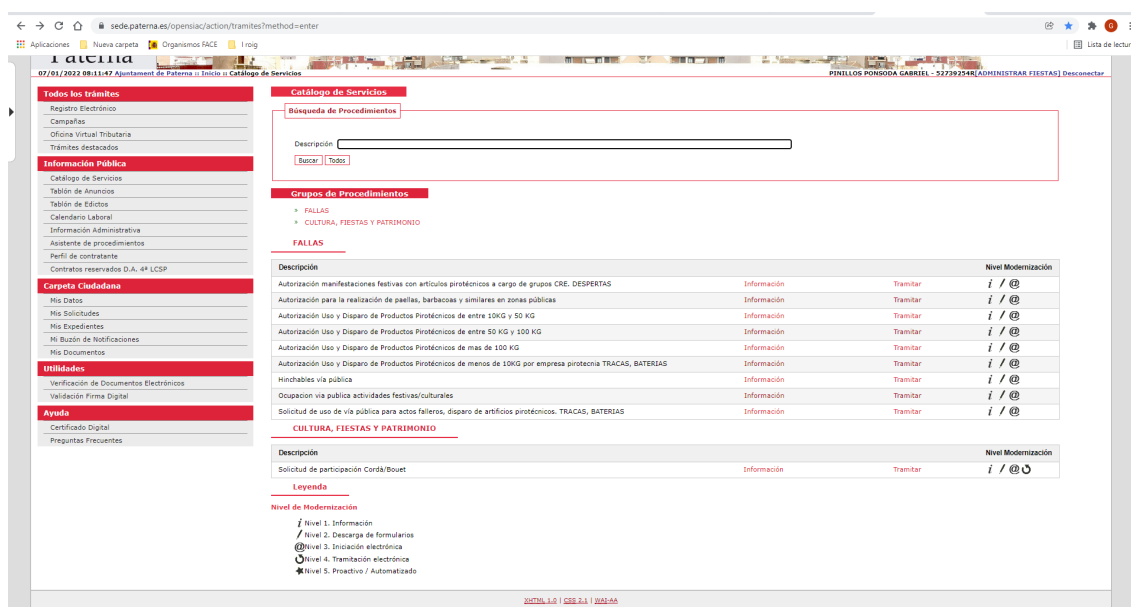 sede.paterna.es/opensiac/action/tramites?method=enter
G
Aplicaciones Nueva carpeta Organismos FACE I roig Lista de lectur
Paterna
07/01/2022 08:11:47 Ajuntament de Paterna :: Inicio :: Catálogo de Servicios PINILLOS PONSODA GABRIEL - 52739254R[ADMINISTRAR FIESTAS] Desconectar
Todos los trámites
Registro Electrónico
Campañas
Oficina Virtual Tributaria
Trámites destacados
Información Pública
Catálogo de Servicios
Tablón de Anuncios
Tablón de Edictos
Calendario Laboral
Información Administrativa
Asistente de procedimientos
Perfil de contratante
Contratos reservados D.A. 4ª LCSP
Carpeta Ciudadana
Mis Datos
Mis Solicitudes
Mis Expedientes
Mi Buzón de Notificaciones
Mis Documentos
Utilidades
Verificación de Documentos Electrónicos
Validación Firma Digital
Ayuda
Certificado Digital
Preguntas Frecuentes
Catálogo de Servicios
Búsqueda de Procedimientos
Descripción
Buscar Todos
Grupos de Procedimientos
» FALLAS
» CULTURA, FIESTAS Y PATRIMONIO
FALLAS
Descripción Nivel Modernización
Autorización manifestaciones festivas con artículos pirotécnicos a cargo de grupos CRE. DESPERTAS Información Tramitar i / @
Autorización para la realización de paellas, barbacoas y similares en zonas públicas Información Tramitar i / @
Autorización Uso y Disparo de Productos Pirotécnicos de entre 10KG y 50 KG Información Tramitar i / @
Autorización Uso y Disparo de Productos Pirotécnicos de entre 50 KG y 100 KG Información Tramitar i / @
Autorización Uso y Disparo de Productos Pirotécnicos de mas de 100 KG Información Tramitar i / @
Autorización Uso y Disparo de Productos Pirotécnicos de menos de 10KG por empresa pirotecnia TRACAS, BATERIAS Información Tramitar i / @
Hinchables vía pública Información Tramitar i / @
Ocupacion via publica actividades festivas/culturales Información Tramitar i / @
Solicitud de uso de vía pública para actos falleros, disparo de artificios pirotécnicos. TRACAS, BATERIAS Información Tramitar i / @
CULTURA, FIESTAS Y PATRIMONIO
Descripción Nivel Modernización
Solicitud de participación Cordá/Bouet Información Tramitar i / @
Leyenda
Nivel de Modernización
i Nivel 1. Información
/ Nivel 2. Descarga de formularios
@ Nivel 3. Iniciación electrónica
Nivel 4. Tramitación electrónica
Nivel 5. Proactivo / Automatizado
XHTML 1.0 | CSS 2.1 | WAI-AA